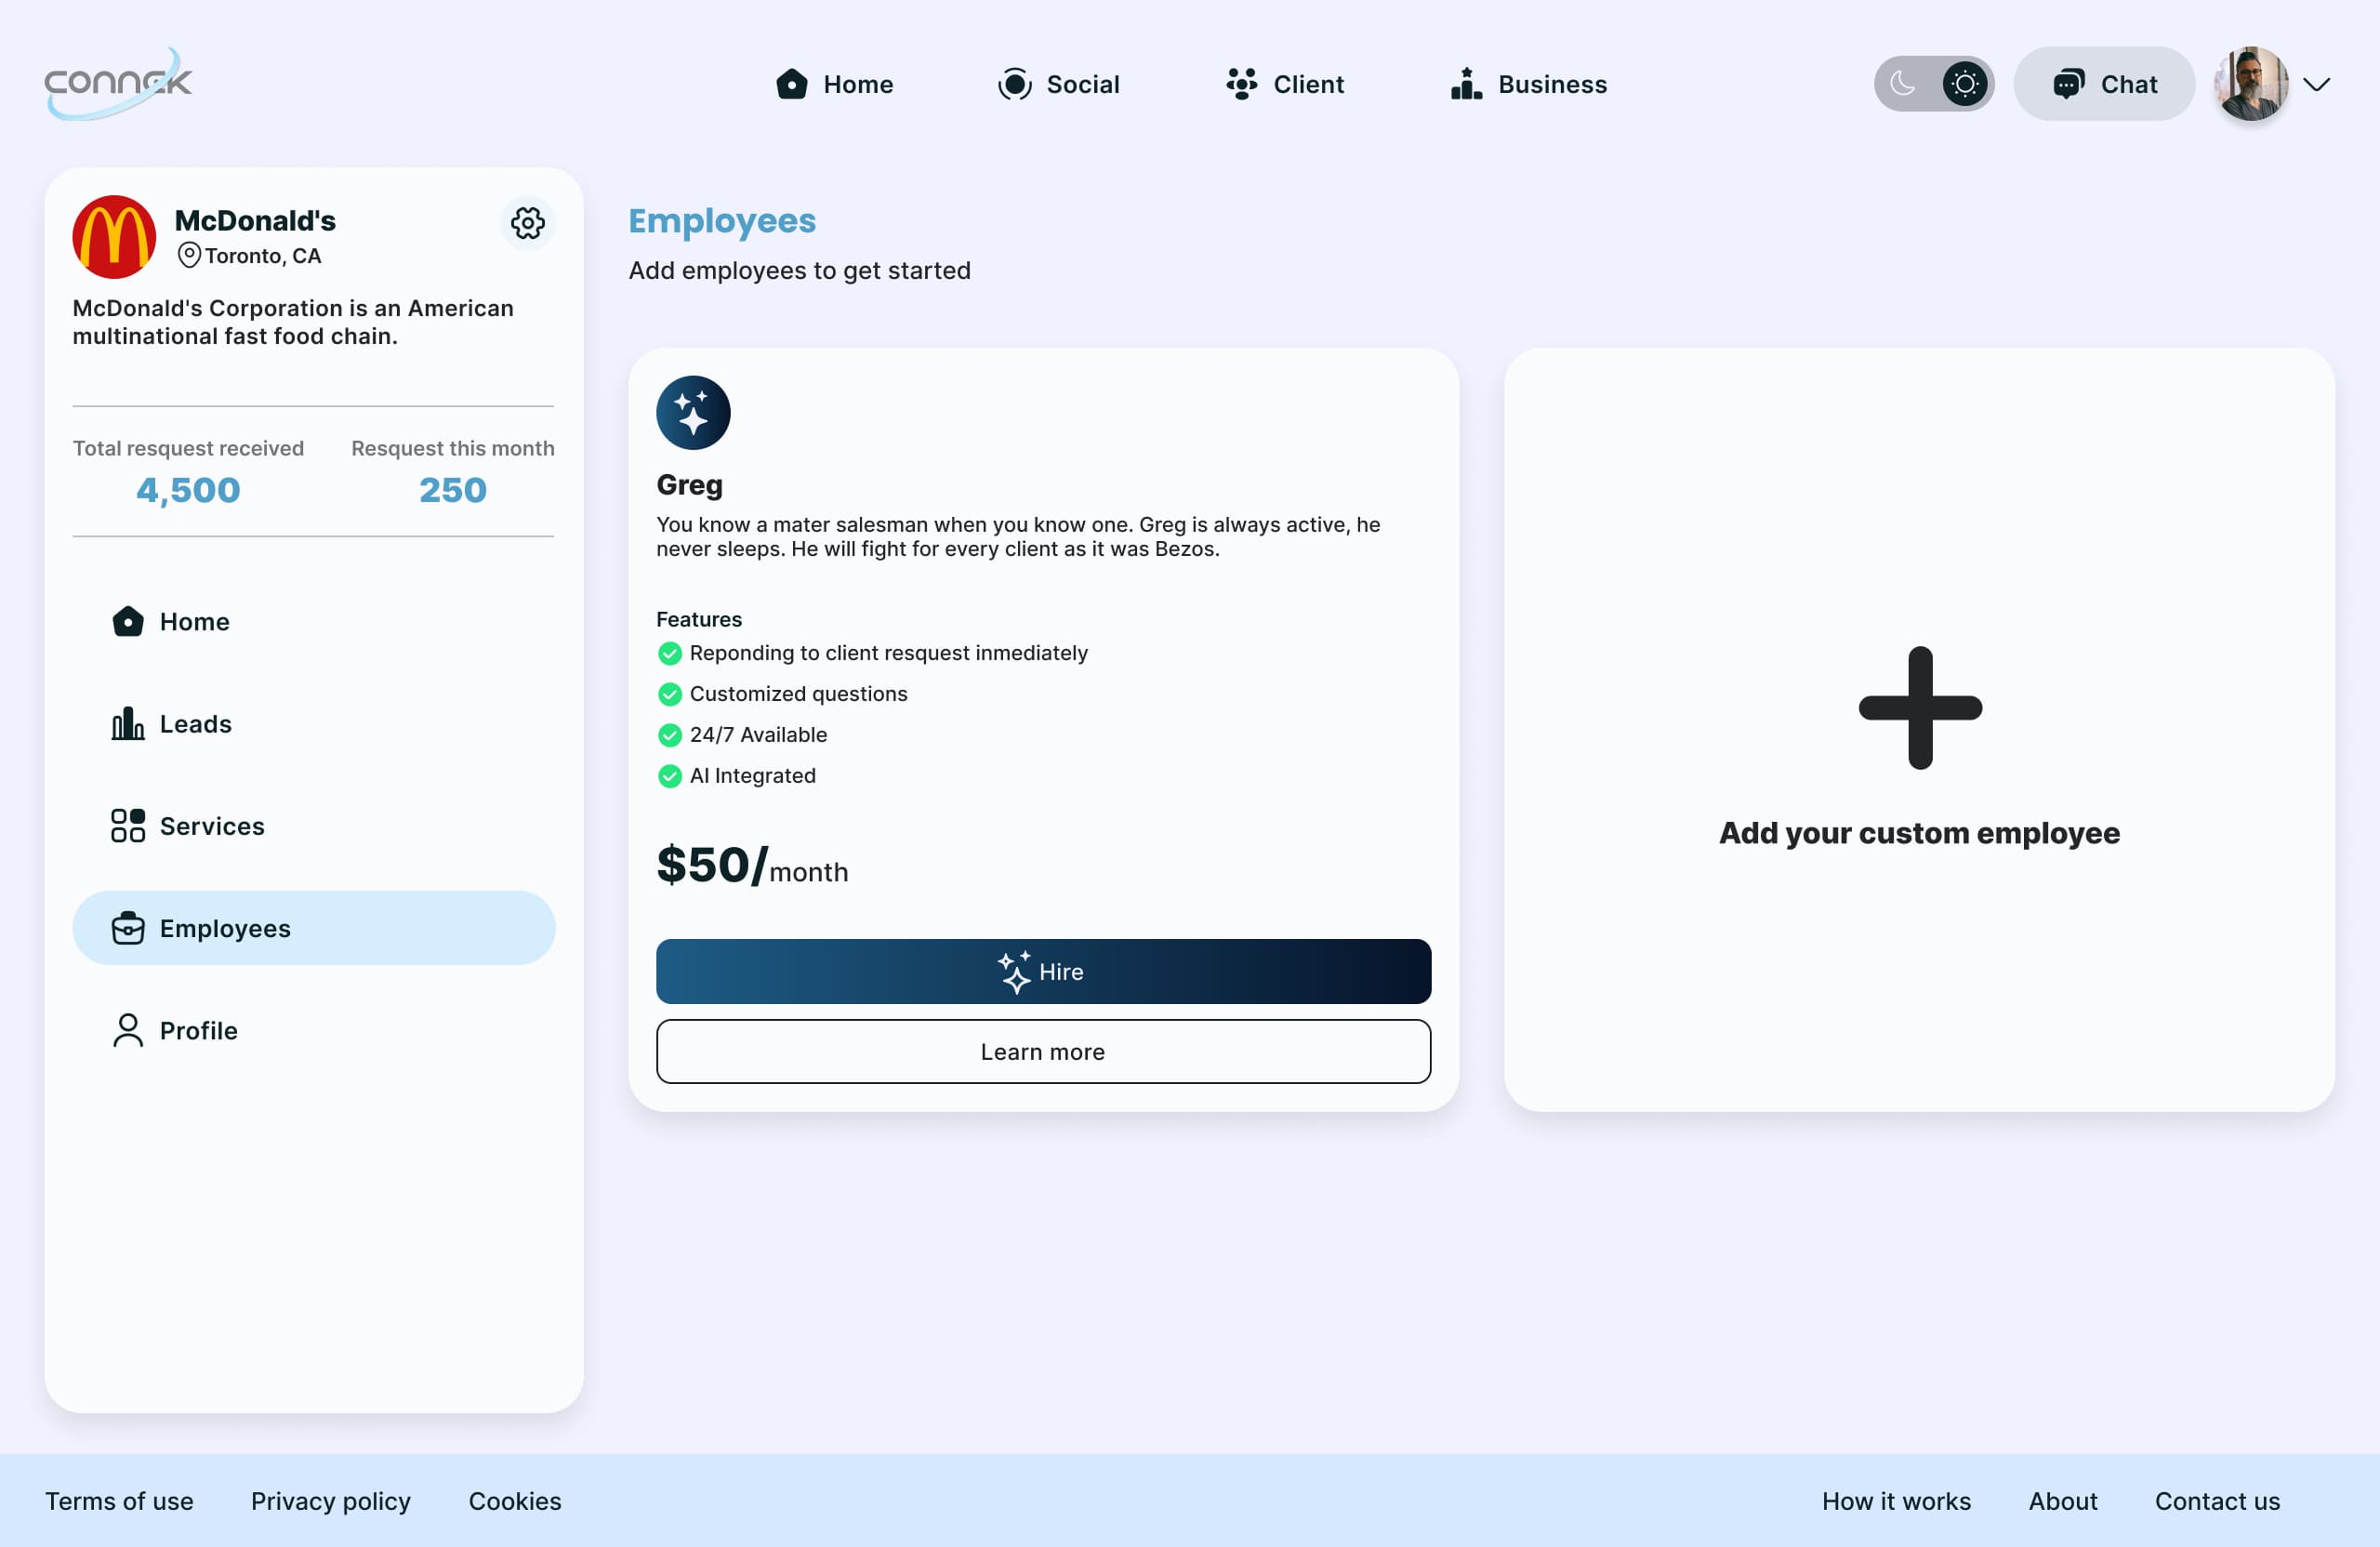 connek
Home
Social
Client
Business
Chat
McDonald's
Toronto, CA
McDonald's Corporation is an American
multinational fast food chain.
Total resquest received
Resquest this month
4,500
250
Home
Leads
Services
Employees
Profile
Employees
Add employees to get started
Greg
You know a mater salesman when you know one. Greg is always active, he
never sleeps. He will fight for every client as it was Bezos.
Features
Reponding to client resquest inmediately
Customized questions
24/7 Available
AI Integrated
$50/month
Hire
Learn more
Add your custom employee
Terms of use
Privacy policy
Cookies
How it works
About
Contact us